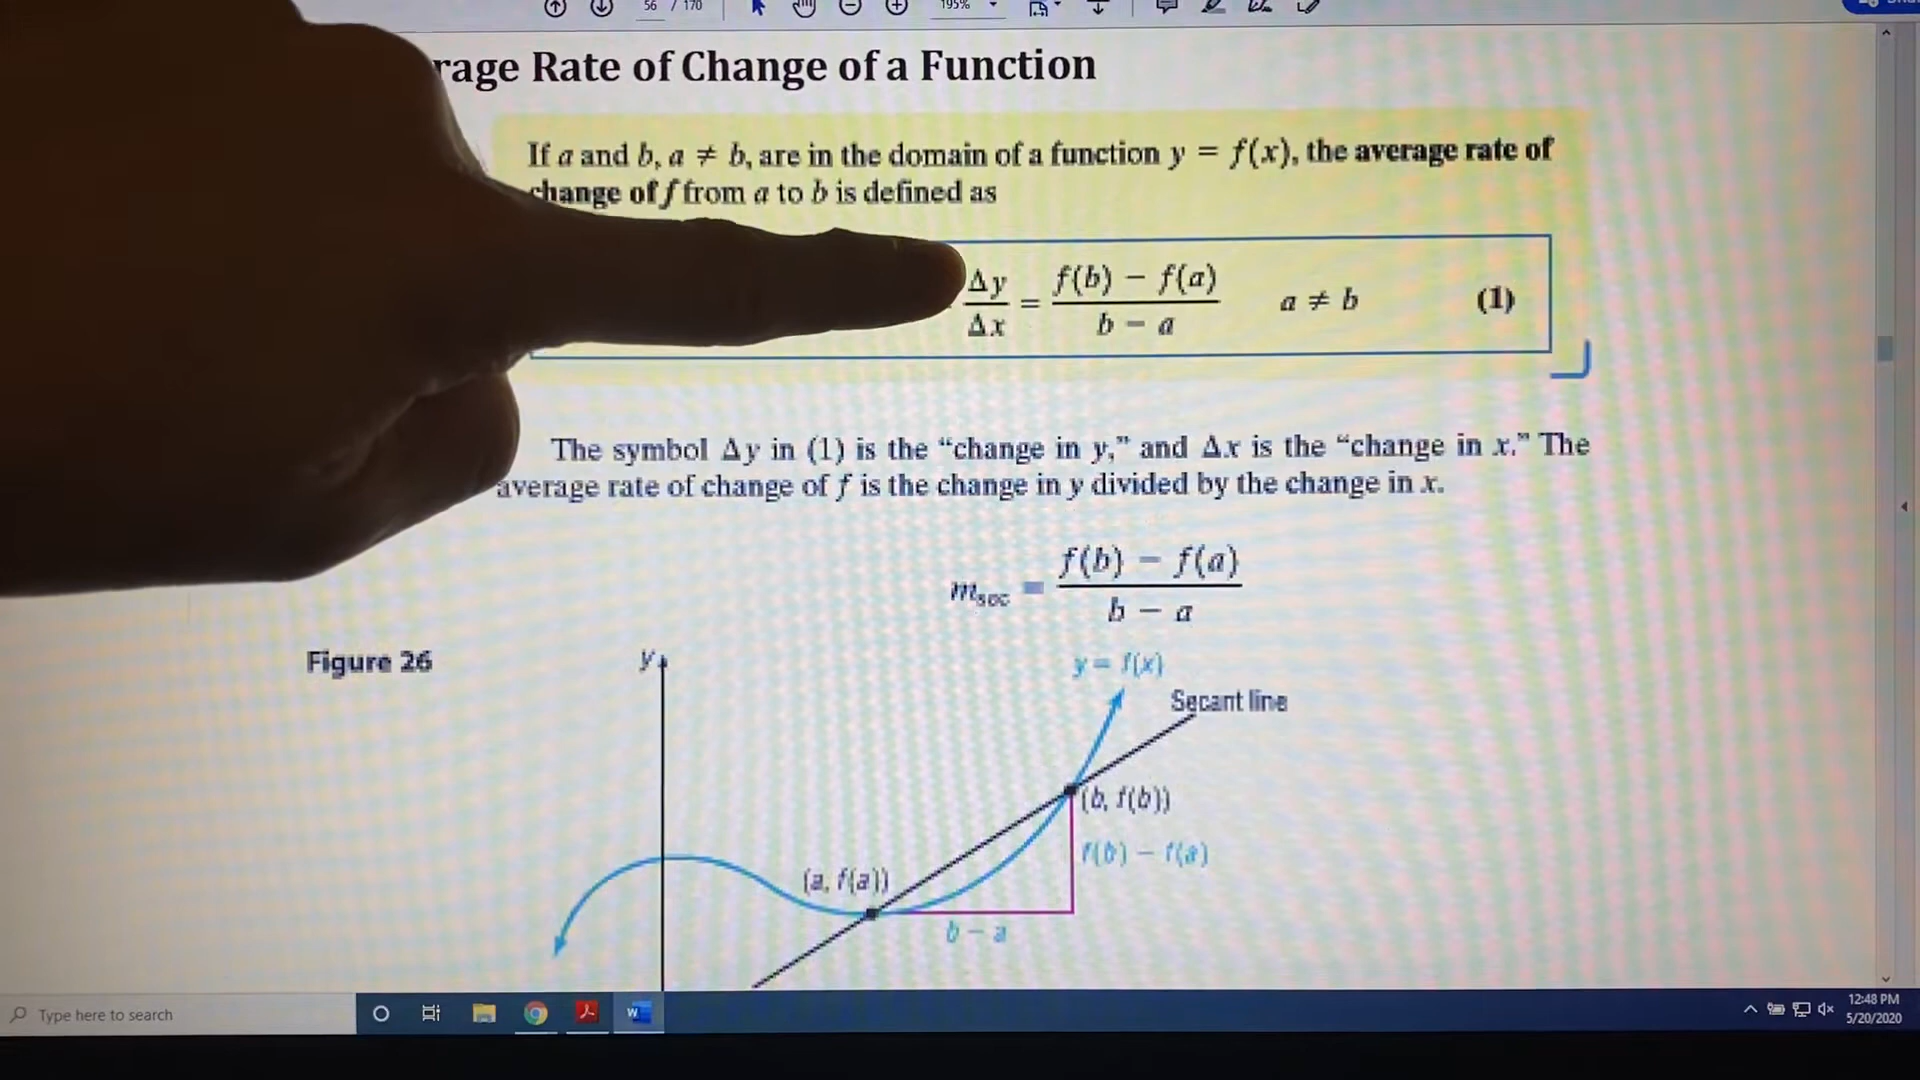 56 / 170
195%
rage Rate of Change of a Function
If a and b, a ≠ b, are in the domain of a function y = f(x), the average rate of
change of f from a to b is defined as
Δy/Δx = f(b) − f(a)/b − a a ≠ b (1)
The symbol Δy in (1) is the “change in y,” and Δx is the “change in x.” The
average rate of change of f is the change in y divided by the change in x.
m sec = f(b) − f(a)/b − a
Figure 26
y
y = f(x)
Secant line
(b, f(b))
f(b) − f(a)
(a, f(a))
b − a
Type here to search
12:48 PM
5/20/2020